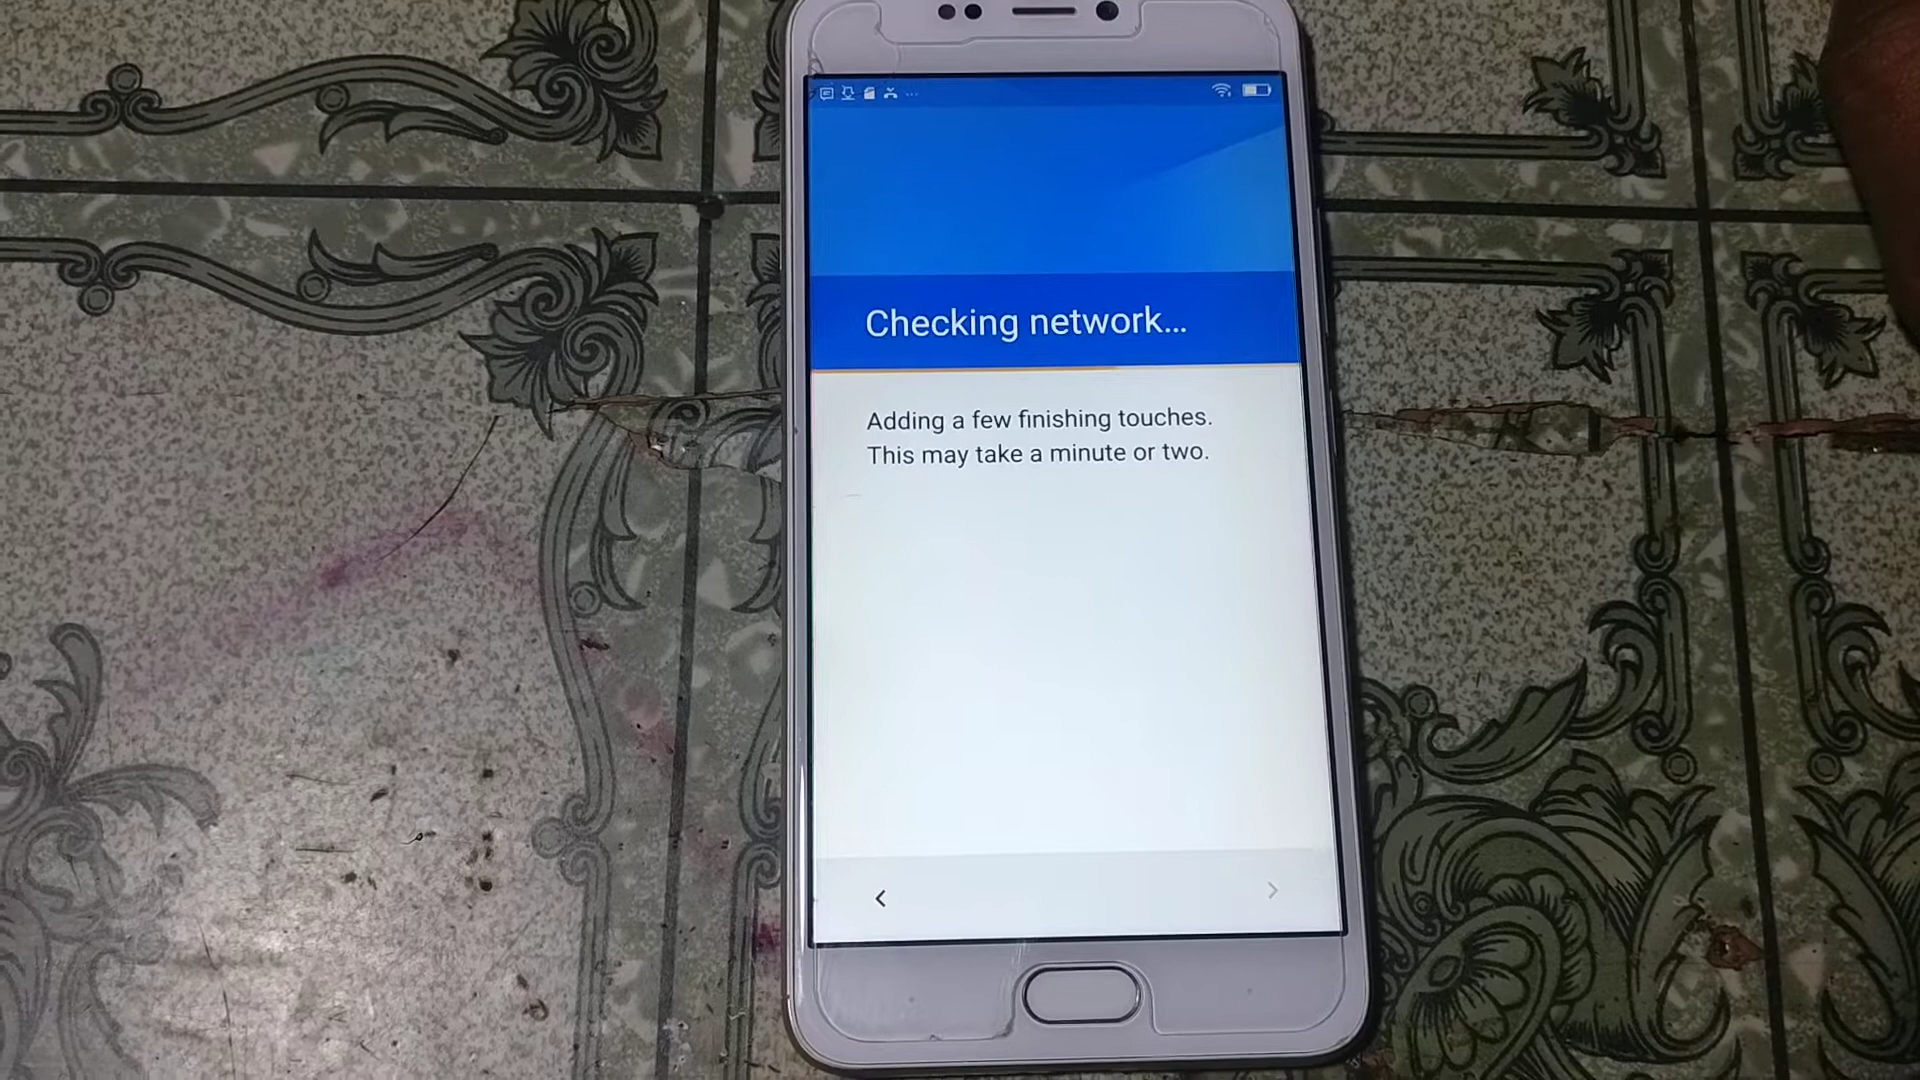 Checking network...
Adding a few finishing touches.
This may take a minute or two.